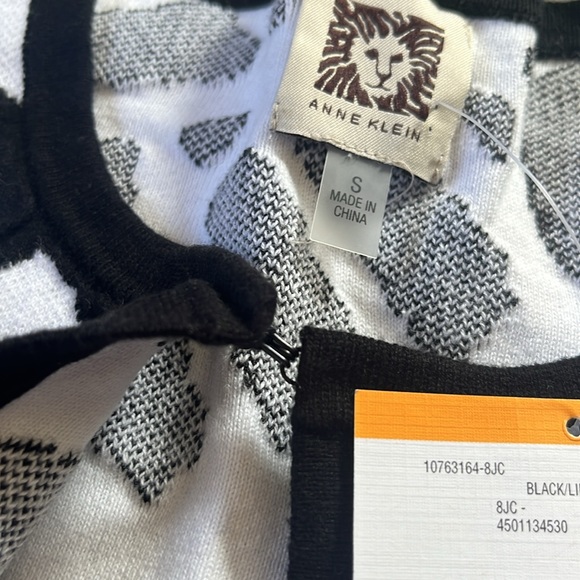 ANNE KLEIN
S
MADE IN
CHINA
10763164-8JC
8JC -
4501134530